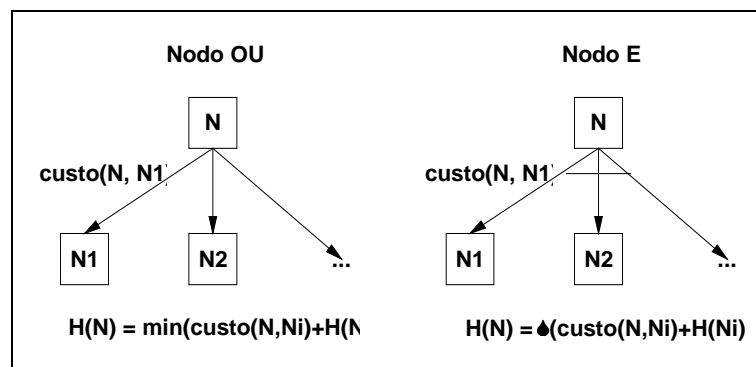 Nodo OU
Nodo E
N
N
custo(N, N1)
custo(N, N1)
N1
N2
...
N1
N2
...
H(N) = min(custo(N,Ni)+H(N
H(N) = (custo(N,Ni)+H(Ni)